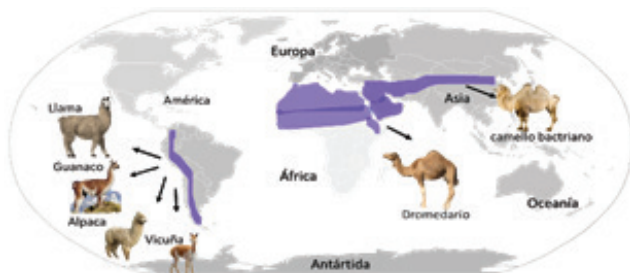 Europa
América
Llama
Asia
camello bactriano
Guanaco
África
Dromedario
Oceanía
Alpaca
Vicuña
Antártida